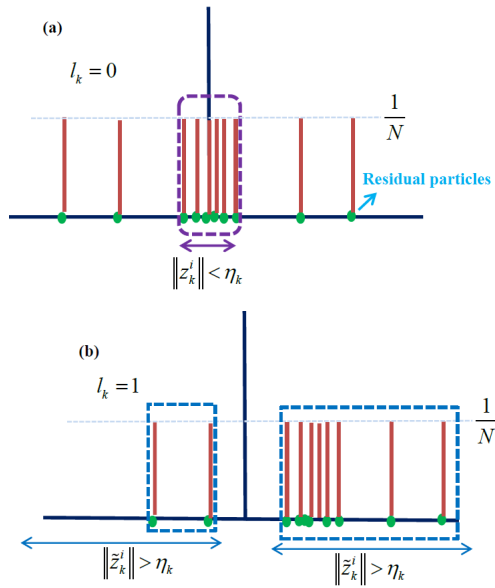 (a)
l_k = 0
1/N
Residual particles
‖z_k^i‖ < η_k
(b)
l_k = 1
1/N
‖z̃_k^i‖ > η_k ‖z̃_k^i‖ > η_k